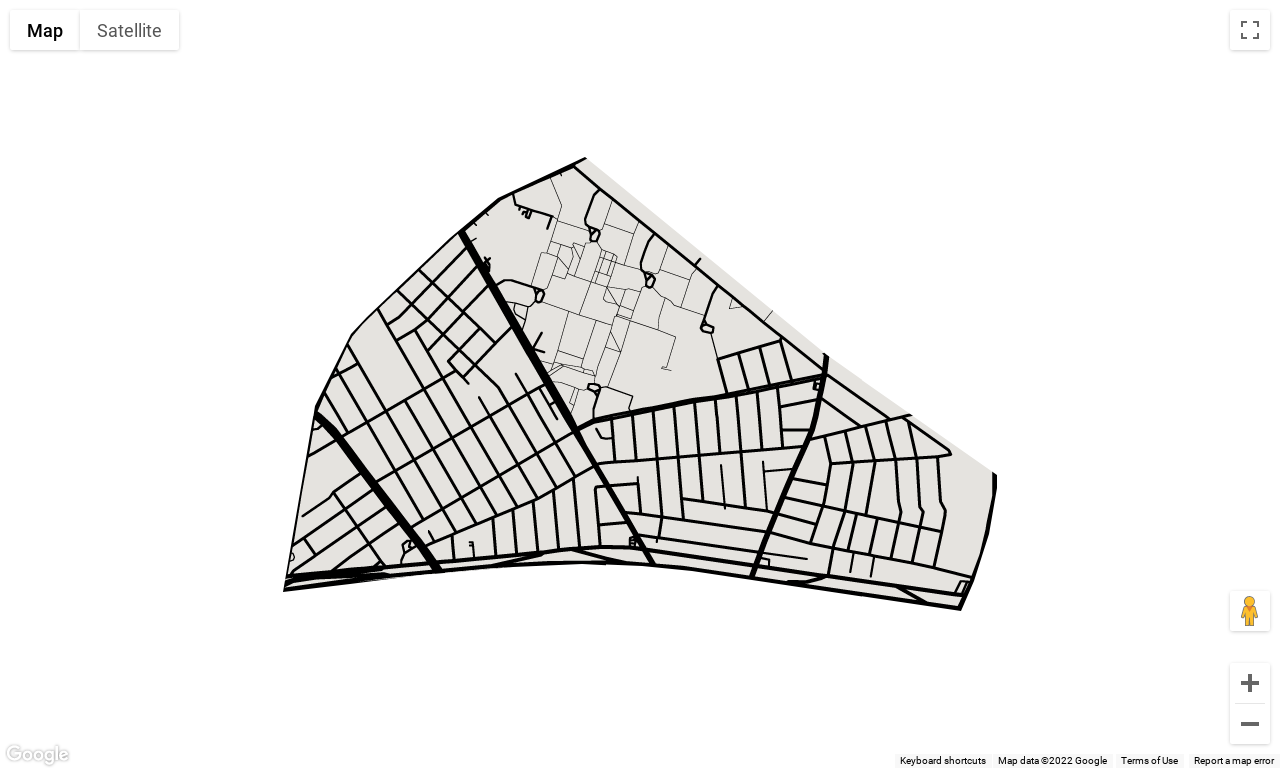 Map Satellite
Google
Keyboard shortcuts Map data ©2022 Google Terms of Use Report a map error